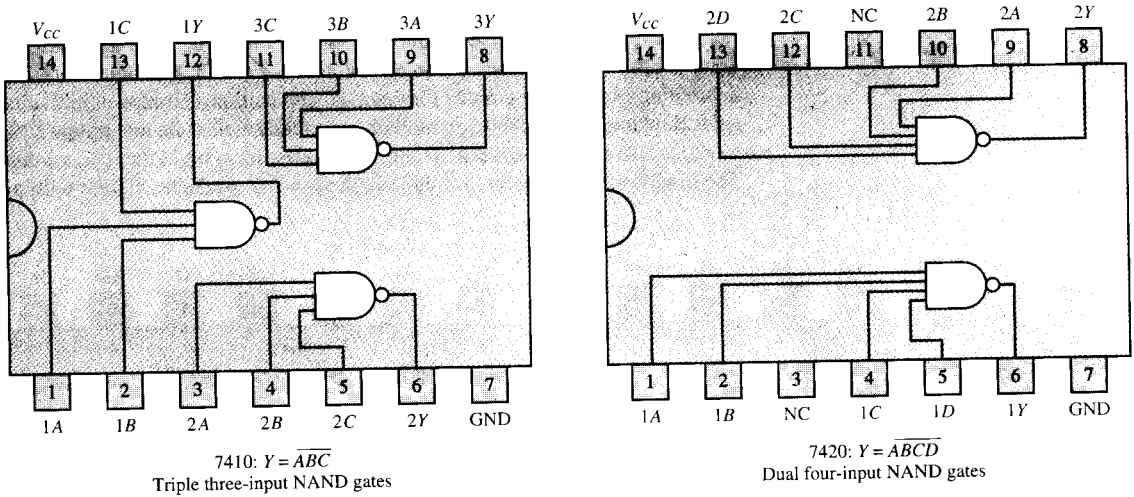 V_CC 1C 1Y 3C 3B 3A 3Y
14 13 12 11 10 9 8
1 2 3 4 5 6 7
1A 1B 2A 2B 2C 2Y GND
7410: Y = \overline{ABC}
Triple three-input NAND gates
V_CC 2D 2C NC 2B 2A 2Y
14 13 12 11 10 9 8
1 2 3 4 5 6 7
1A 1B NC 1C 1D 1Y GND
7420: Y = \overline{ABCD}
Dual four-input NAND gates